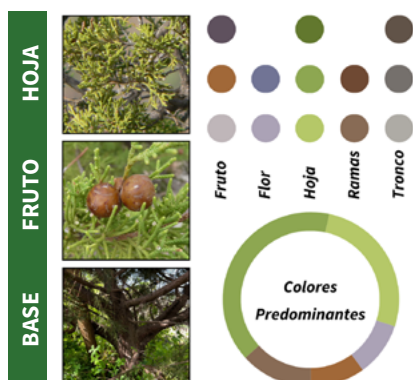 HOJA
FRUTO
BASE
Fruto
Flor
Hoja
Ramas
Tronco
Colores
Predominantes